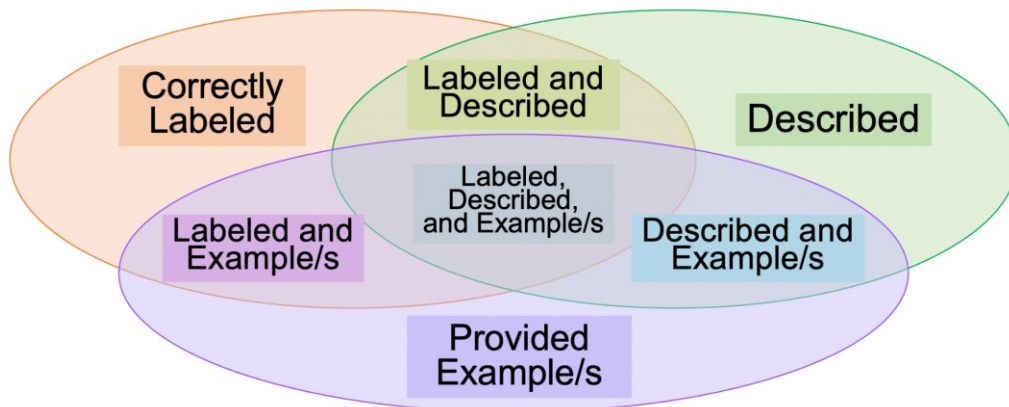 Correctly
Labeled
Labeled and
Described
Described
Labeled,
Described,
and Example/s
Labeled and
Example/s
Described and
Example/s
Provided
Example/s